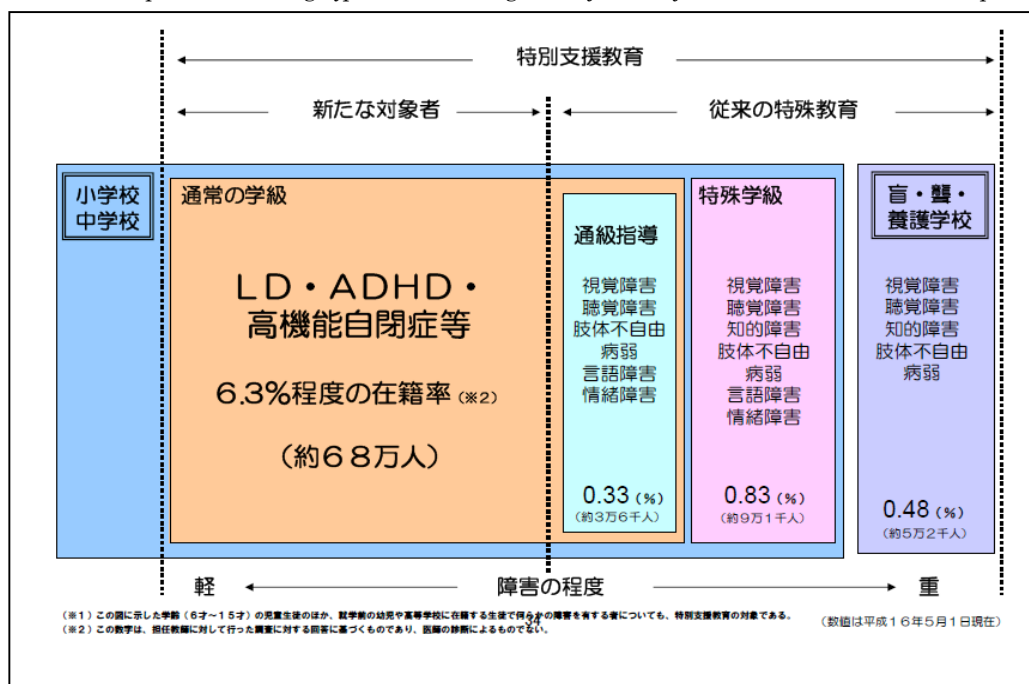 特別支援教育
新たな対象者
従来の特殊教育
小学校
中学校
通常の学級
LD・ADHD・
高機能自閉症等
6.3%程度の在籍率（※2）
（約68万人）
通級指導
視覚障害
聴覚障害
肢体不自由
病弱
言語障害
情緒障害
0.33（%）
（約3万6千人）
特殊学級
視覚障害
聴覚障害
知的障害
肢体不自由
病弱
言語障害
情緒障害
0.83（%）
（約9万1千人）
盲・聾・
養護学校
視覚障害
聴覚障害
知的障害
肢体不自由
病弱
0.48（%）
（約5万2千人）
軽
障害の程度
重
（※1）この図に示した学齢（6才～15才）の児童生徒のほか、就学前の幼児や高等学校に在籍する生徒で何らかの障害を有する者についても、特別支援教育の対象である。
34
（※2）この数字は、担任教師に対して行った調査に対する回答に基づくものであり、医師の診断によるものでない。
（数値は平成16年5月1日現在）